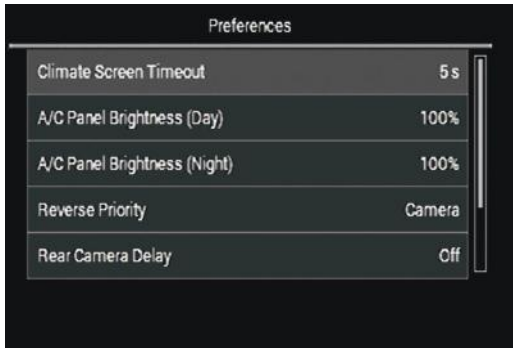 Preferences
Climate Screen Timeout 5 s
A/C Panel Brightness (Day) 100%
A/C Panel Brightness (Night) 100%
Reverse Priority Camera
Rear Camera Delay Off